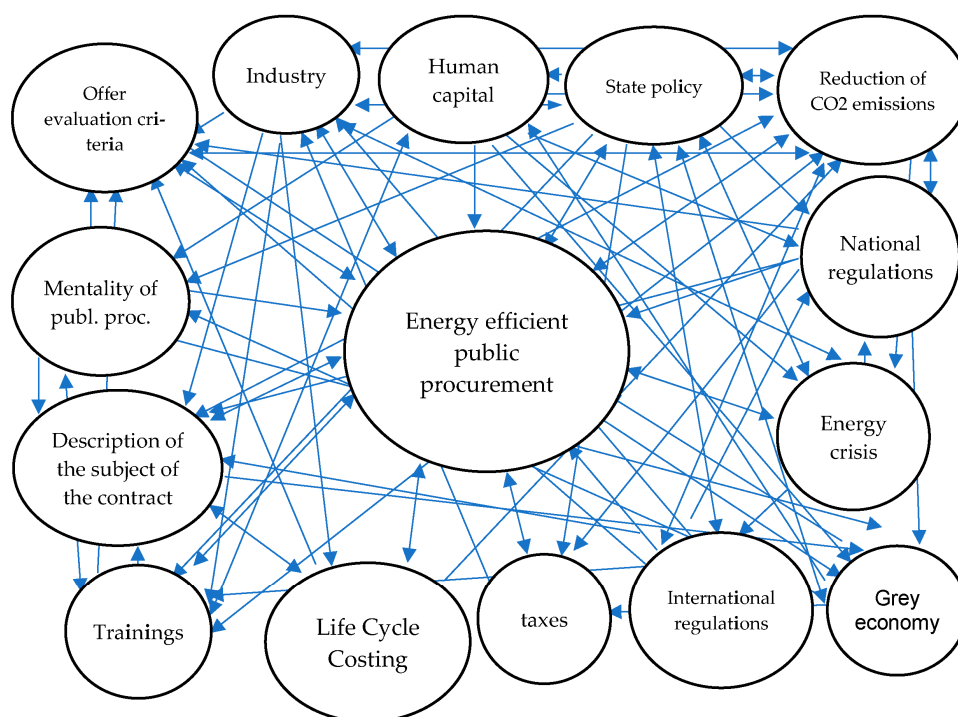 Offer
evaluation cri-
teria
Industry
Human
capital
State policy
Reduction of
CO2 emissions
National
regulations
Mentality of
publ. proc.
Energy efficient
public
procurement
Energy
crisis
Description of
the subject of
the contract
Trainings
Life Cycle
Costing
taxes
International
regulations
Grey
economy